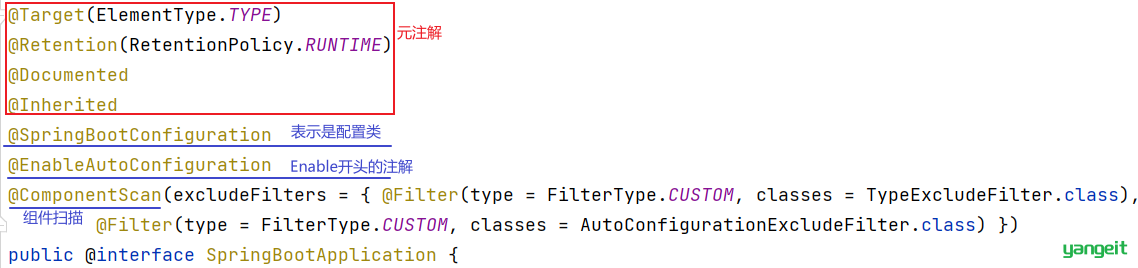 @Target(ElementType.TYPE)
@Retention(RetentionPolicy.RUNTIME) 元注解
@Documented
@Inherited
@SpringBootConfiguration 表示是配置类
@EnableAutoConfiguration Enable开头的注解
@ComponentScan(excludeFilters = { @Filter(type = FilterType.CUSTOM, classes = TypeExcludeFilter.class),
组件扫描 @Filter(type = FilterType.CUSTOM, classes = AutoConfigurationExcludeFilter.class) })
public @interface SpringBootApplication {
yangeit